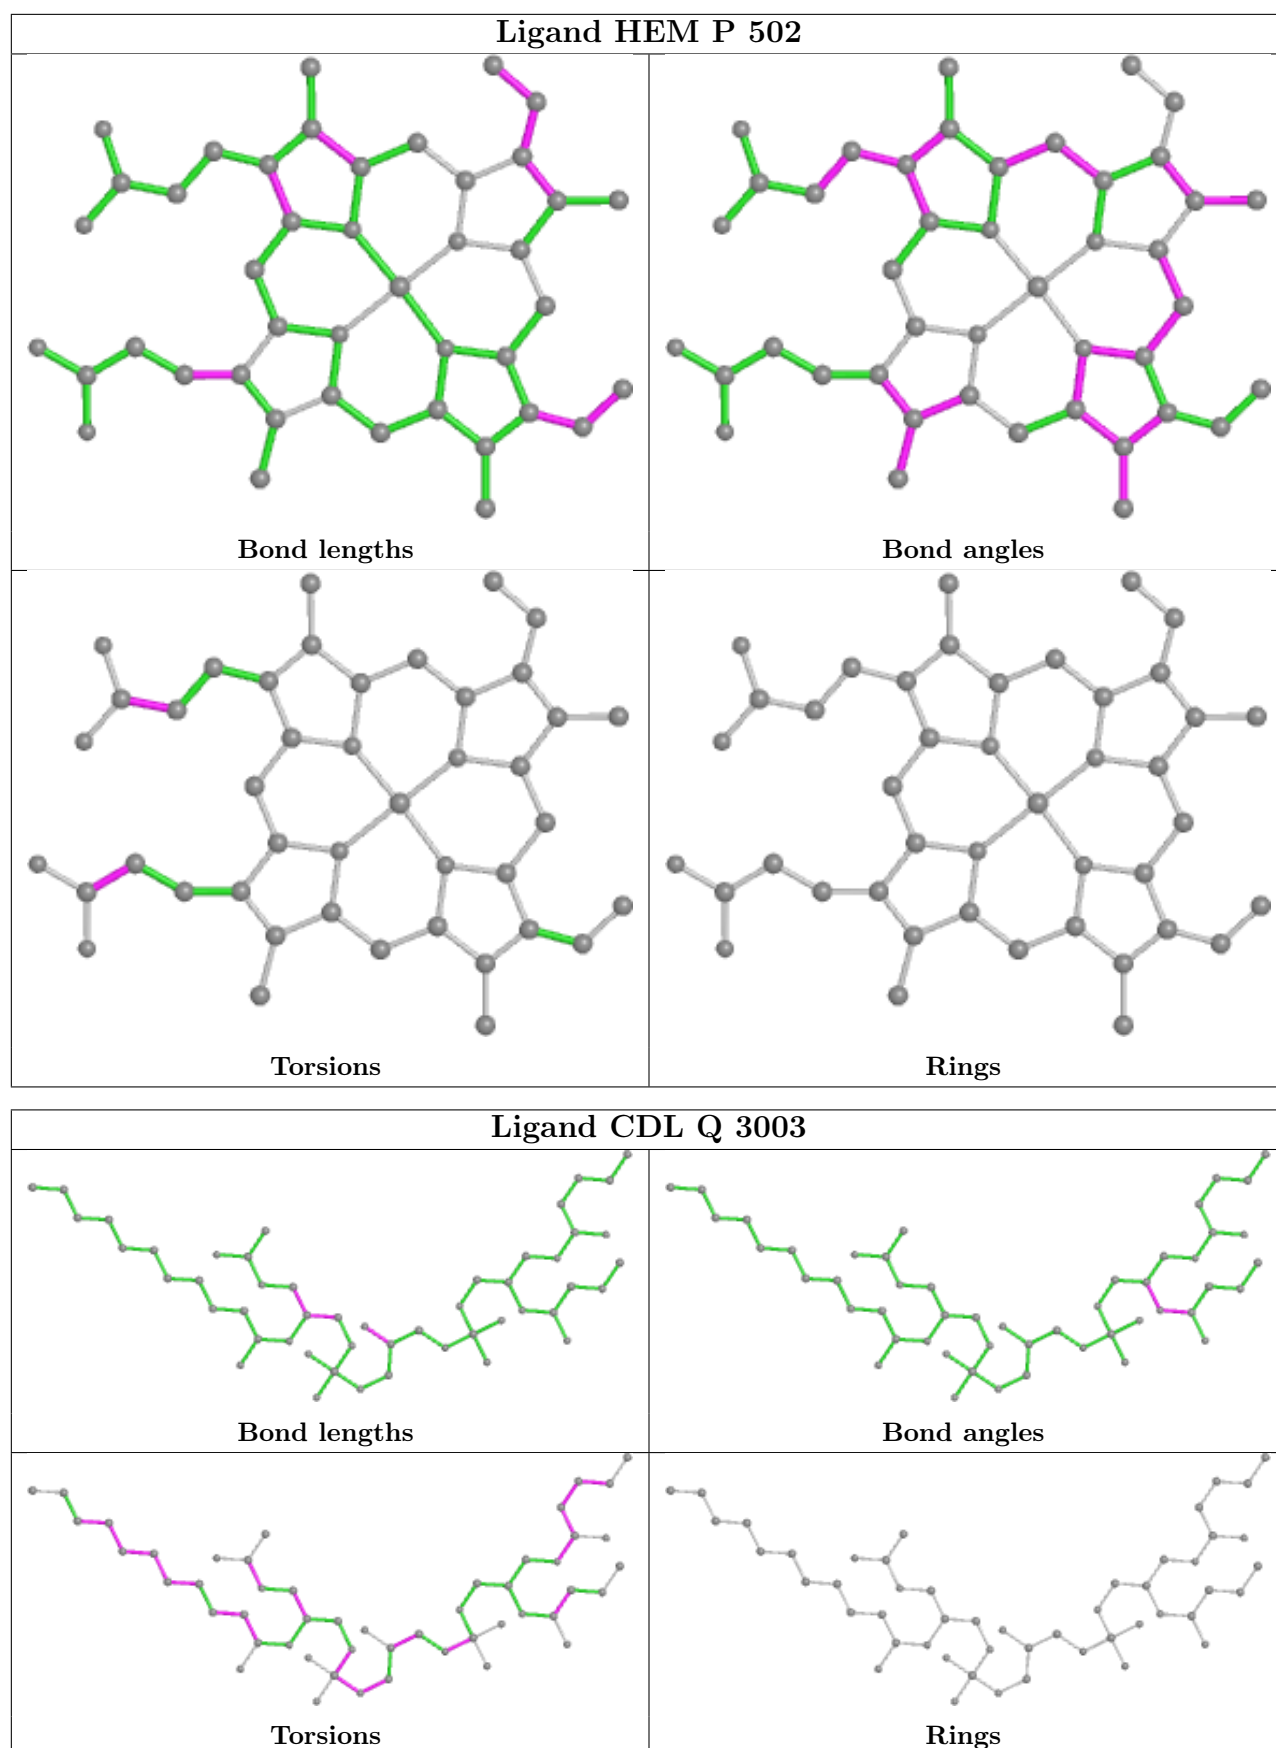 Ligand HEM P 502
Bond lengths
Bond angles
Torsions
Rings
Ligand CDL Q 3003
Bond lengths
Bond angles
Torsions
Rings